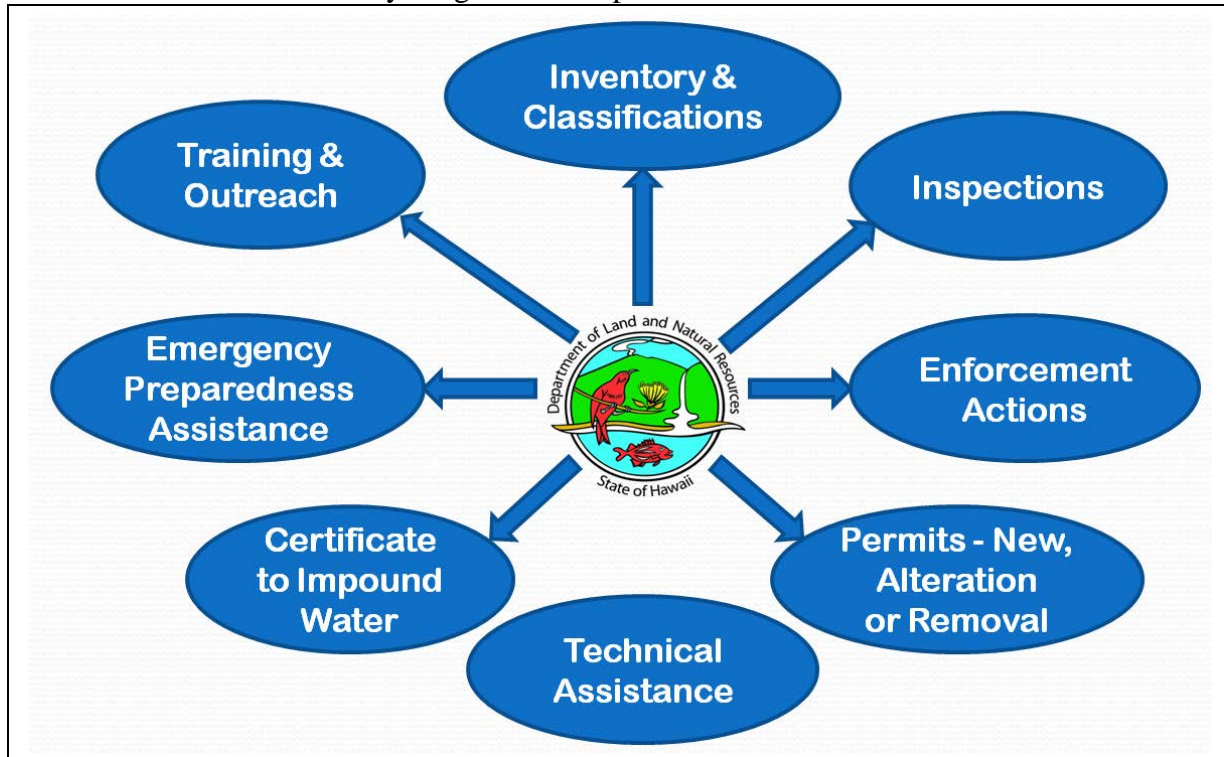 Inventory &
Classifications
Training &
Outreach
Inspections
Department of Land and Natural Resources
State of Hawaii
Emergency
Preparedness
Assistance
Enforcement
Actions
Certificate
to Impound
Water
Permits - New,
Alteration
or Removal
Technical
Assistance